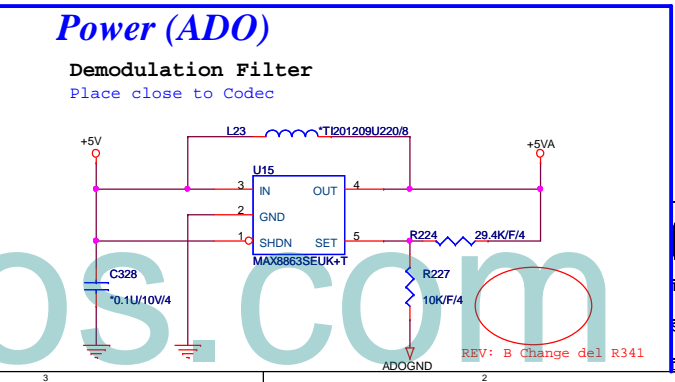 Power (ADO)
Demodulation Filter
Place close to Codec
L23 *TI201209U220/8
+5V
+5VA
U15
3 IN OUT 4
2 GND
1 SHDN SET 5
MAX8863SEUK+T
R224 29.4K/F/4
C328
*0.1U/10V/4
R227
10K/F/4
os.com
ADOGND
REV: B Change del R341
3 2